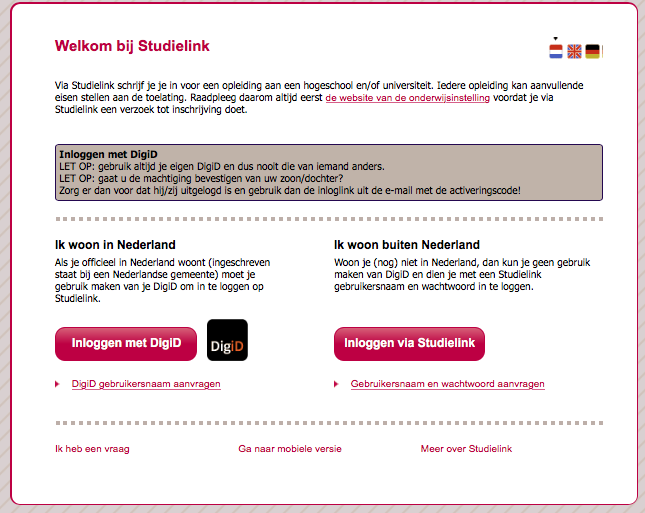 Welkom bij Studielink
Via Studielink schrijf je je in voor een opleiding aan een hogeschool en/of universiteit. Iedere opleiding kan aanvullende
eisen stellen aan de toelating. Raadpleeg daarom altijd eerst de website van de onderwijsinstelling voordat je via
Studielink een verzoek tot inschrijving doet.
Inloggen met DigiD
LET OP: gebruik altijd je eigen DigiD en dus nooit die van iemand anders.
LET OP: gaat u de machtiging bevestigen van uw zoon/dochter?
Zorg er dan voor dat hij/zij uitgelogd is en gebruik dan de inloglink uit de e-mail met de activeringscode!
Ik woon in Nederland
Als je officieel in Nederland woont (ingeschreven
staat bij een Nederlandse gemeente) moet je
gebruik maken van je DigiD om in te loggen op
Studielink.
Inloggen met DigiD
DigiD
DigiD gebruikersnaam aanvragen
Ik woon buiten Nederland
Woon je (nog) niet in Nederland, dan kun je geen gebruik
maken van DigiD en dien je met een Studielink
gebruikersnaam en wachtwoord in te loggen.
Inloggen via Studielink
Gebruikersnaam en wachtwoord aanvragen
Ik heb een vraag
Ga naar mobiele versie
Meer over Studielink